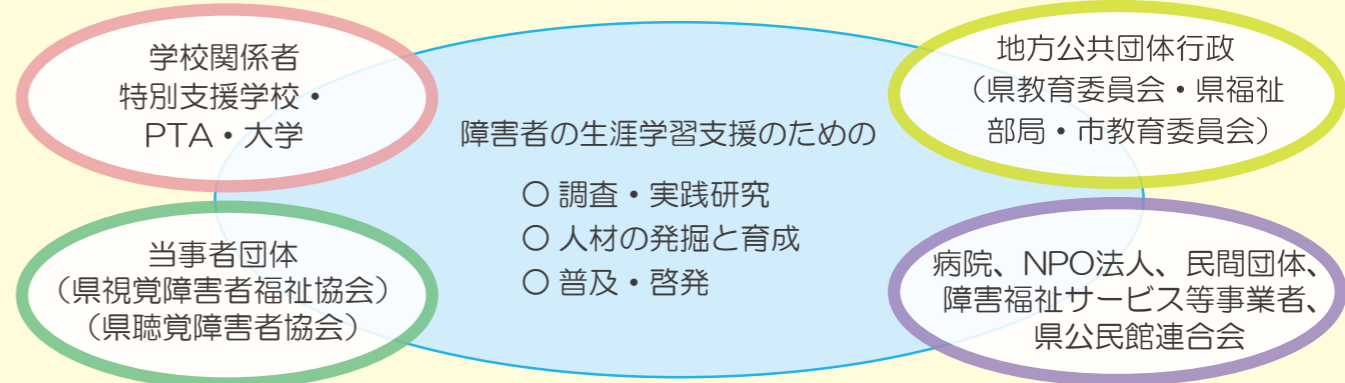 学校関係者
特別支援学校・
PTA・大学
地方公共団体行政
（県教育委員会・県福祉
部局・市教育委員会）
障害者の生涯学習支援のための
○ 調査・実践研究
○ 人材の発掘と育成
○ 普及・啓発
当事者団体
（県視覚障害者福祉協会）
（県聴覚障害者協会）
病院、NPO法人、民間団体、
障害福祉サービス等事業者、
県公民館連合会